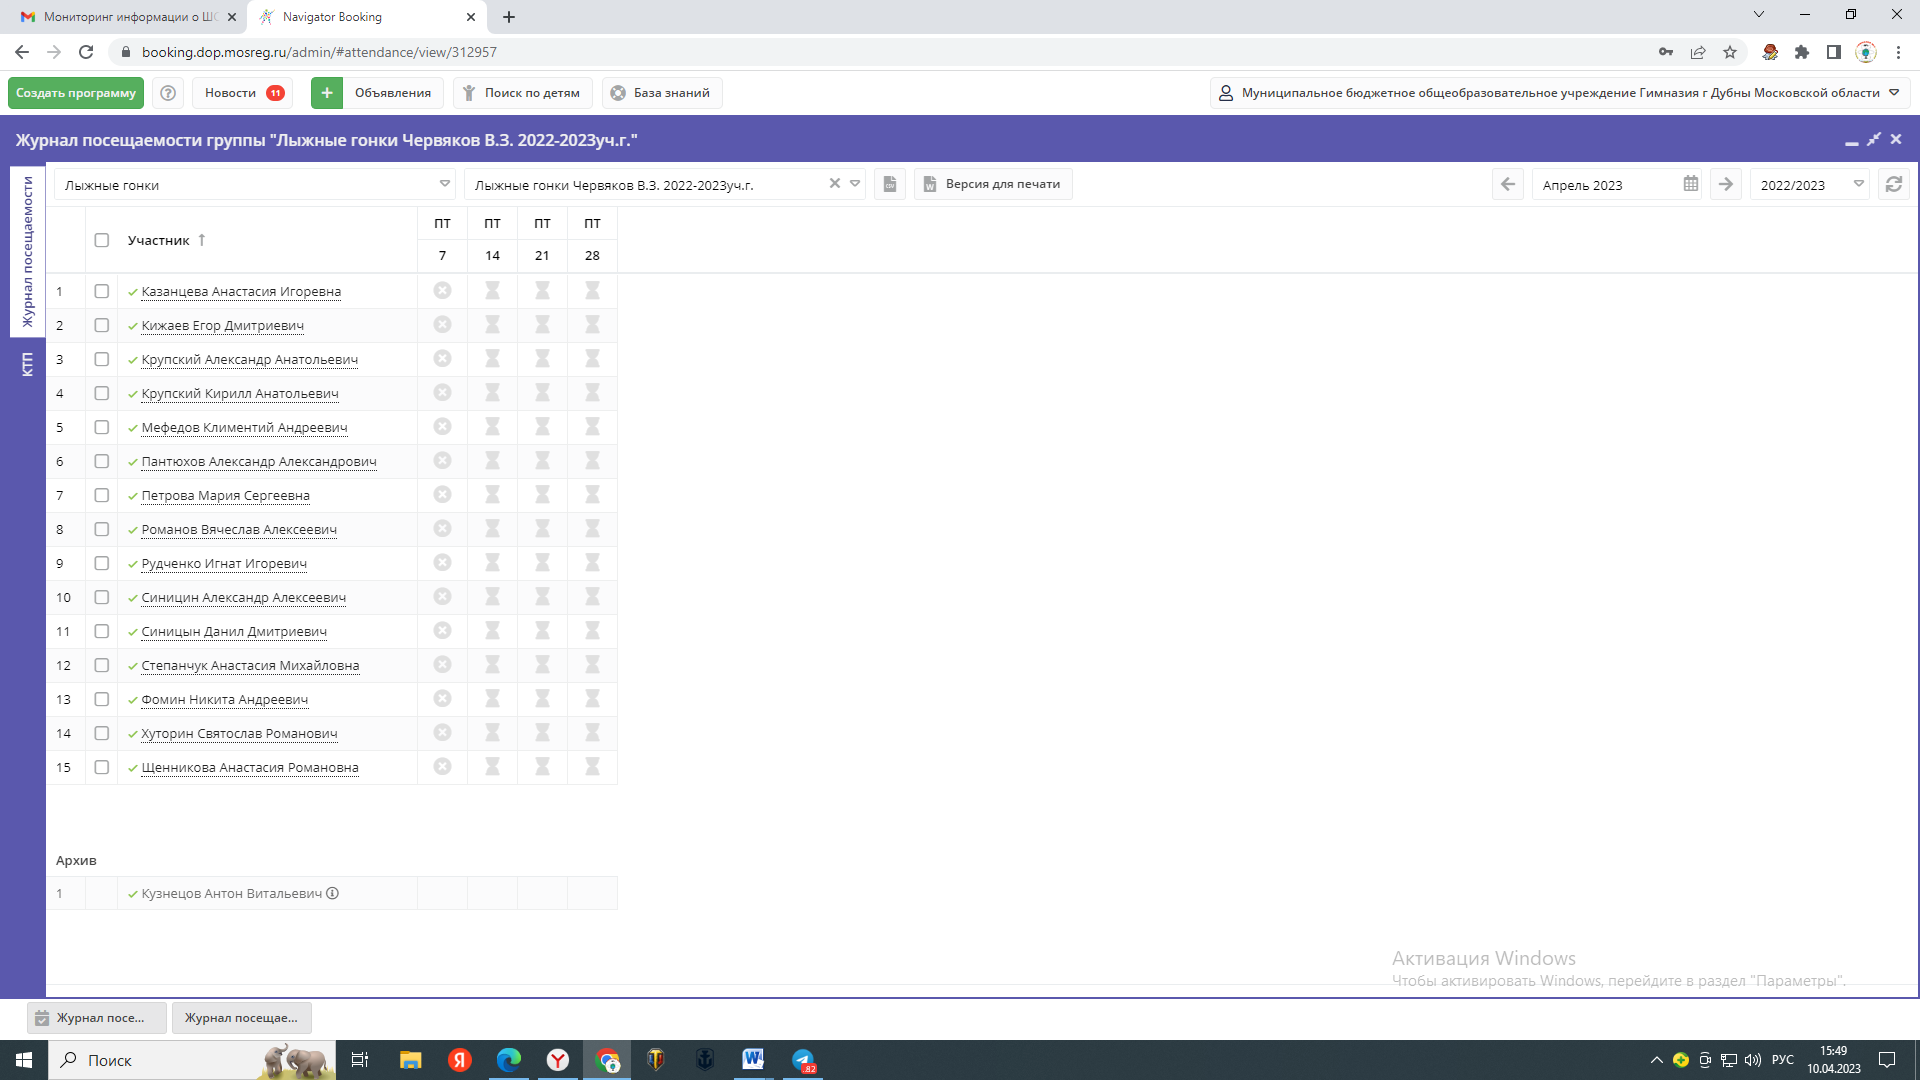 Мониторинг информации о ШС
Navigator Booking
booking.dop.mosreg.ru/admin/#attendance/view/312957
Создать программу
Новости 11
Объявления
Поиск по детям
База знаний
Муниципальное бюджетное общеобразовательное учреждение Гимназия г Дубны Московской области
Журнал посещаемости группы "Лыжные гонки Червяков В.З. 2022-2023уч.г."
Журнал посещаемости
КТП
Лыжные гонки
Лыжные гонки Червяков В.З. 2022-2023уч.г.
CSV
W Версия для печати
Апрель 2023
2022/2023
Участник ↑
ПТ ПТ ПТ ПТ
7 14 21 28
1 Казанцева Анастасия Игоревна
2 Кижаев Егор Дмитриевич
3 Крупский Александр Анатольевич
4 Крупский Кирилл Анатольевич
5 Мефедов Климентий Андреевич
6 Пантюхов Александр Александрович
7 Петрова Мария Сергеевна
8 Романов Вячеслав Алексеевич
9 Рудченко Игнат Игоревич
10 Синицин Александр Алексеевич
11 Синицын Данил Дмитриевич
12 Степанчук Анастасия Михайловна
13 Фомин Никита Андреевич
14 Хуторин Святослав Романович
15 Щенникова Анастасия Романовна
Архив
1 Кузнецов Антон Витальевич
Активация Windows
Чтобы активировать Windows, перейдите в раздел "Параметры".
Журнал посе...
Журнал посещае...
Поиск
82
РУС
15:49
10.04.2023